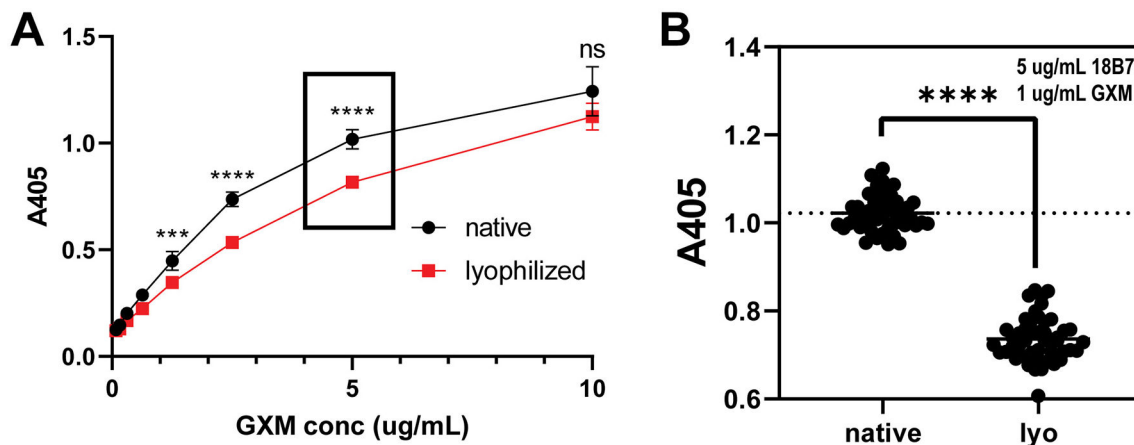 A
1.5
1.0
0.5
0.0
A405
***
****
****
ns
native
lyophilized
0
5
10
GXM conc (ug/mL)
B
1.4
1.2
1.0
0.8
0.6
A405
5 ug/mL 18B7
1 ug/mL GXM
****
native
lyo